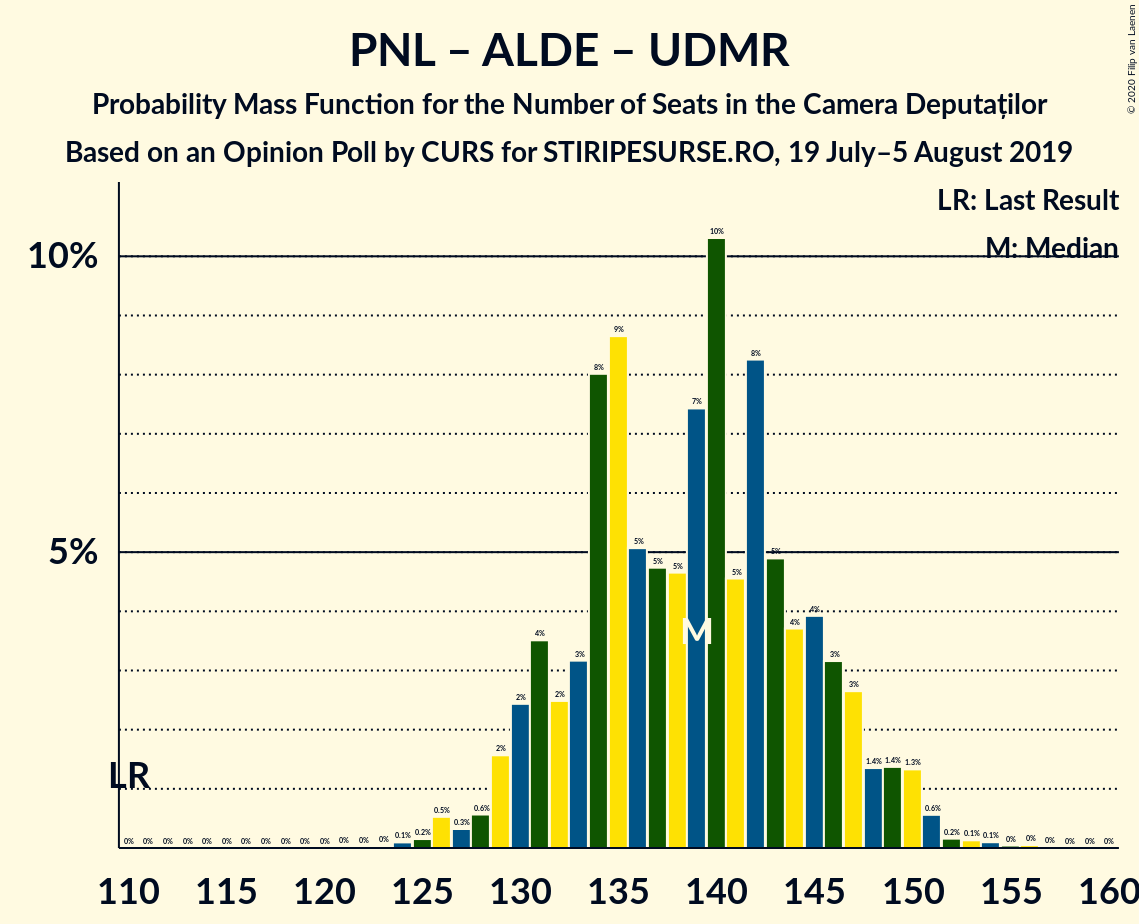 PNL – ALDE – UDMR
Probability Mass Function for the Number of Seats in the Camera Deputaților
Based on an Opinion Poll by CURS for STIRIPESURSE.RO, 19 July–5 August 2019
© 2020 Filip van Laenen
LR: Last Result
M: Median
10%
5%
0% 0% 0% 0% 0% 0% 0% 0% 0% 0% 0% 0% 0% 0% 0.1% 0.2% 0.5% 0.3% 0.6% 2% 2% 4% 2% 3% 8% 9% 5% 5% 5% 7% 10% 5% 8% 5% 4% 4% 3% 3% 1.4% 1.4% 1.3% 0.6% 0.2% 0.1% 0.1% 0% 0% 0% 0% 0% 0%
M
LR
110 115 120 125 130 135 140 145 150 155 160